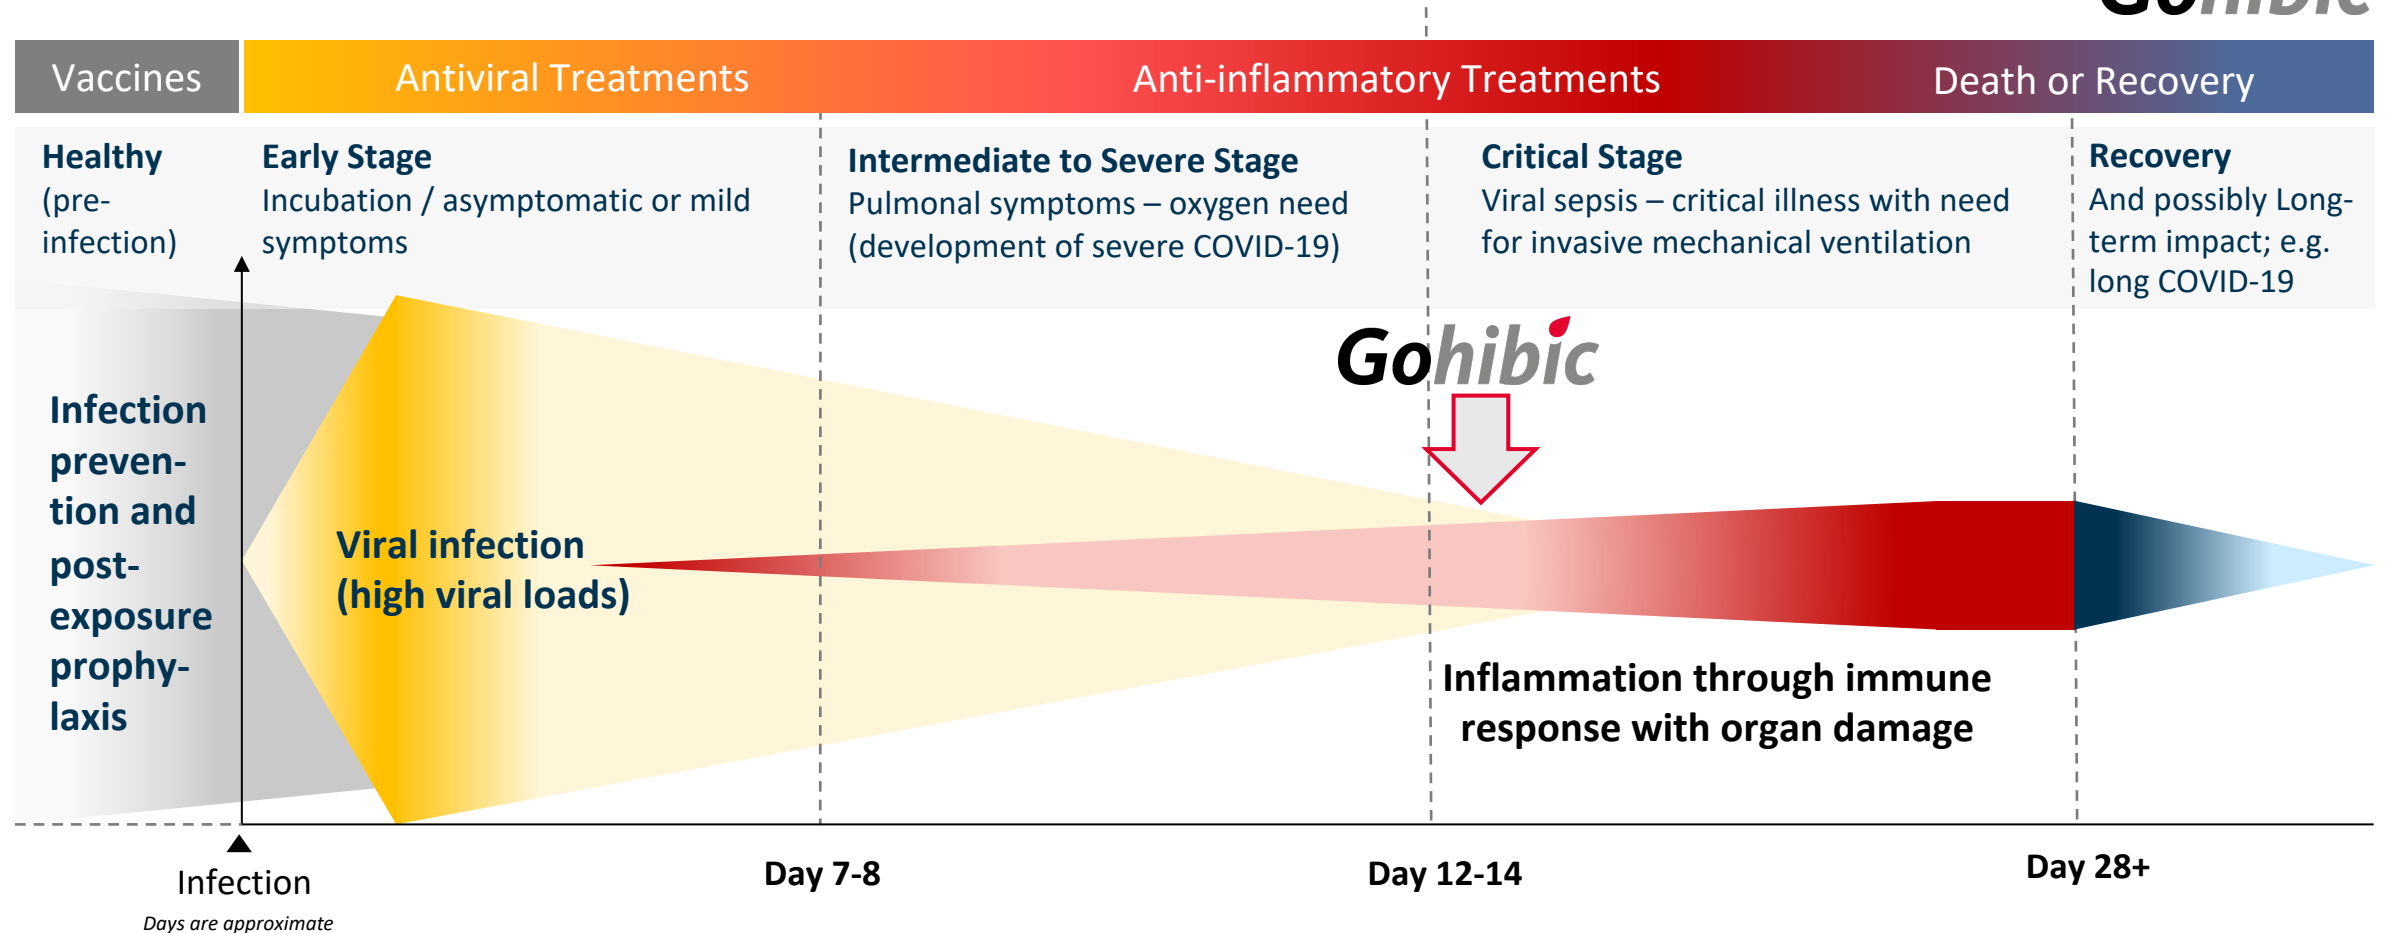 Gohibic
Vaccines
Antiviral Treatments
Anti-inflammatory Treatments
Death or Recovery
Healthy
(pre-
infection)
Early Stage
Incubation / asymptomatic or mild
symptoms
Intermediate to Severe Stage
Pulmonal symptoms – oxygen need
(development of severe COVID-19)
Critical Stage
Viral sepsis – critical illness with need
for invasive mechanical ventilation
Recovery
And possibly Long-
term impact; e.g.
long COVID-19
Gohibic
Infection
preven-
tion and
post-
exposure
prophy-
laxis
Viral infection
(high viral loads)
Inflammation through immune
response with organ damage
Infection
Days are approximate
Day 7-8
Day 12-14
Day 28+